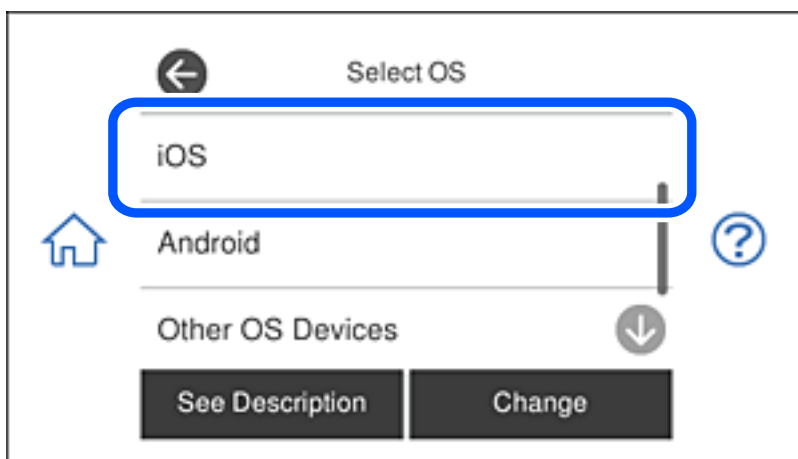 Select OS
iOS
Android
Other OS Devices
See Description
Change